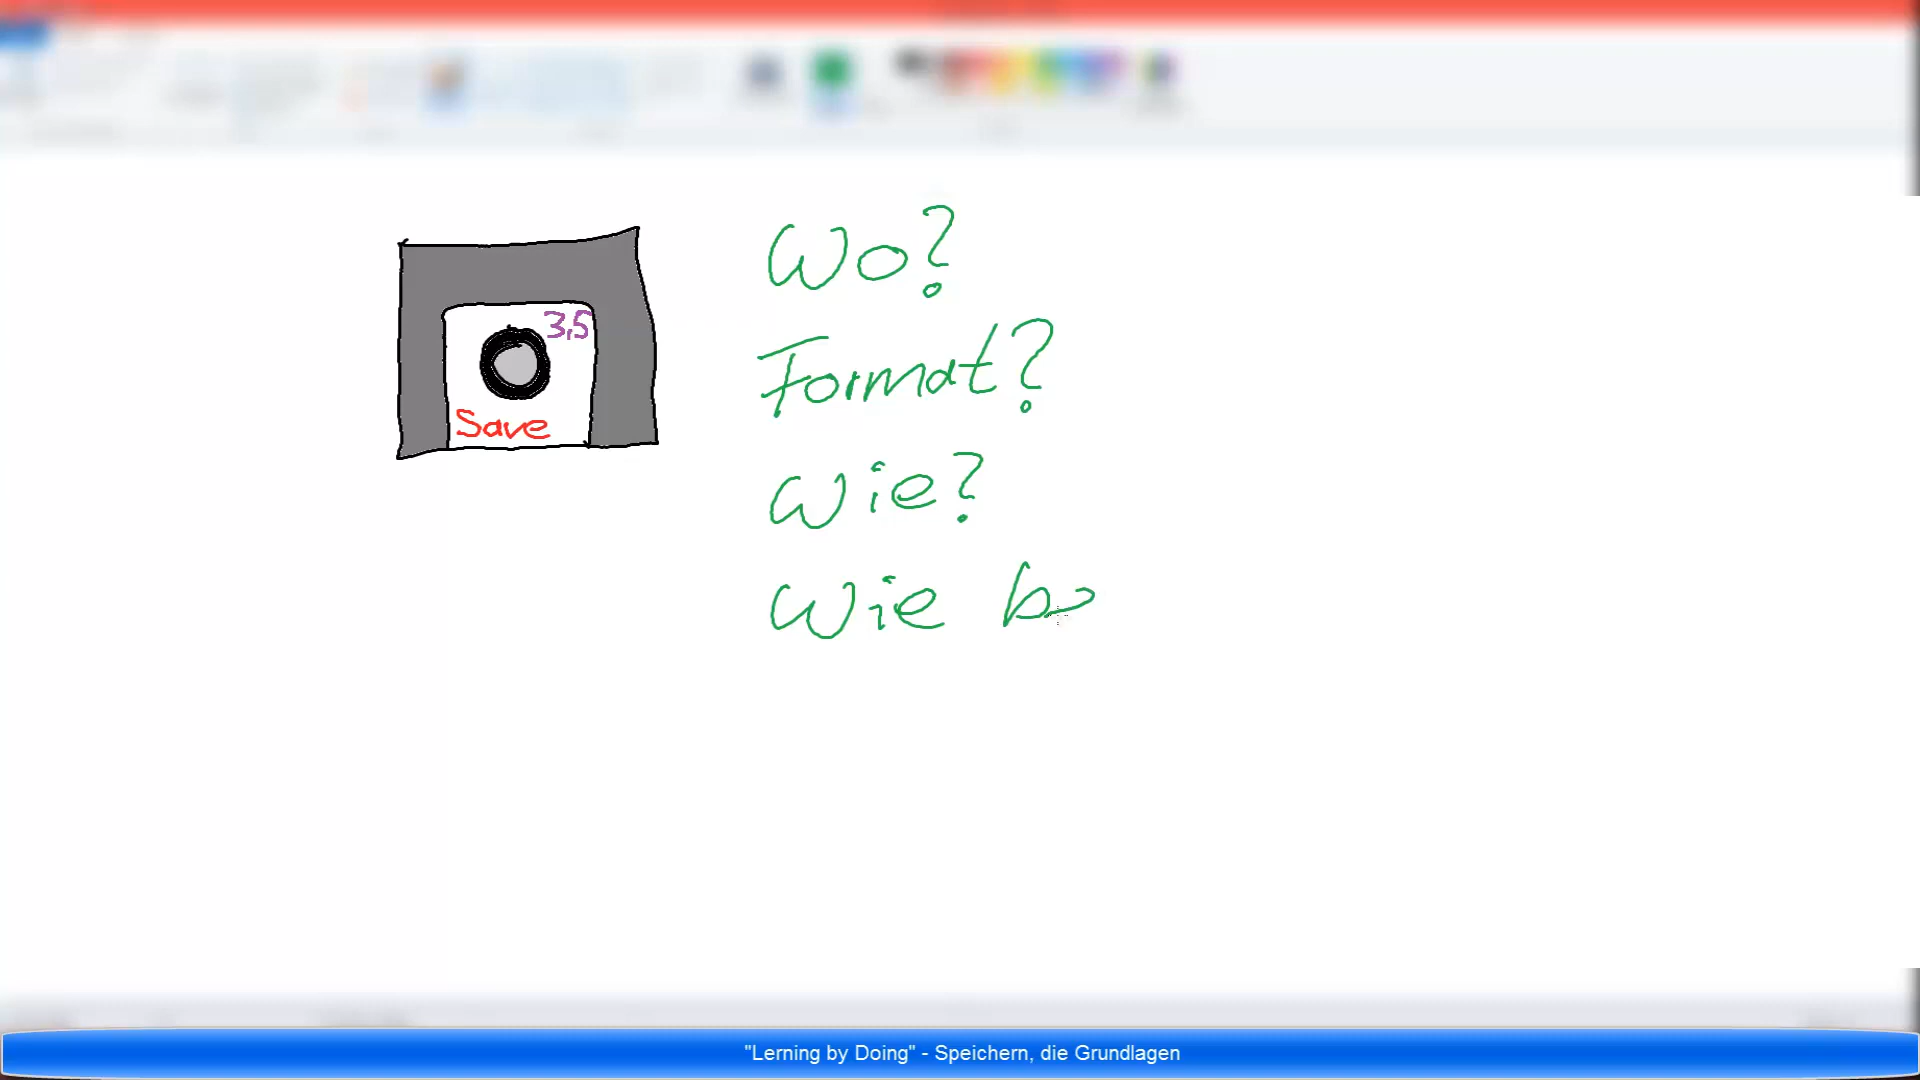 Wo?
3,5
Format?
Save
Wie?
Wie
"Lerning by Doing" - Speichern, die Grundlagen